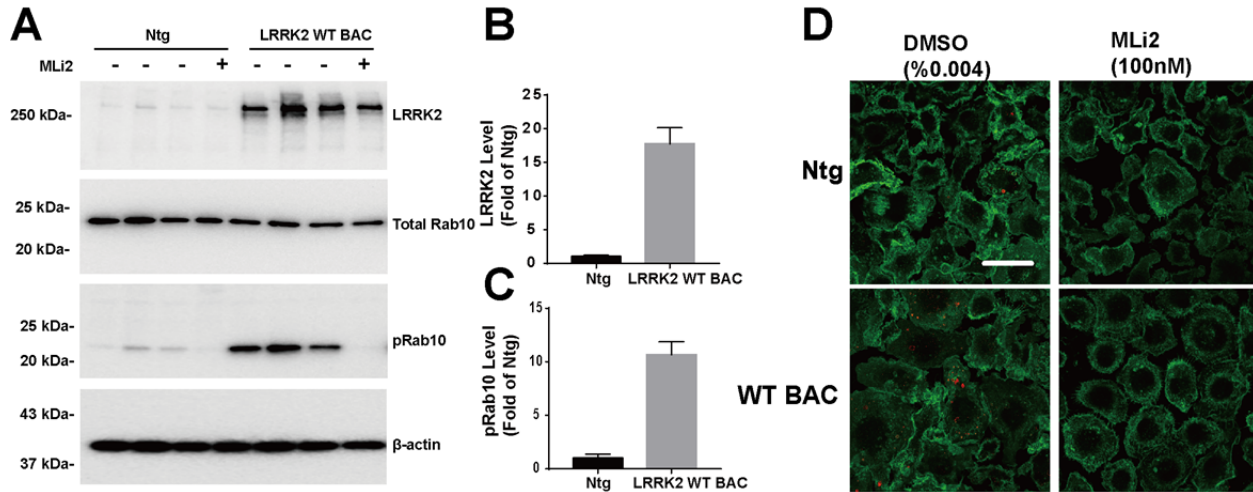 A
Ntg
LRRK2 WT BAC
MLi2
- - - + - - - +
250 kDa-
LRRK2
25 kDa-
Total Rab10
20 kDa-
25 kDa-
pRab10
20 kDa-
43 kDa-
β-actin
37 kDa-
B
LRRK2 Level
(Fold of Ntg)
25
20
15
10
5
0
Ntg
LRRK2 WT BAC
C
pRab10 Level
(Fold of Ntg)
15
10
5
0
Ntg
LRRK2 WT BAC
D
DMSO
(%0.004)
MLi2
(100nM)
Ntg
WT BAC